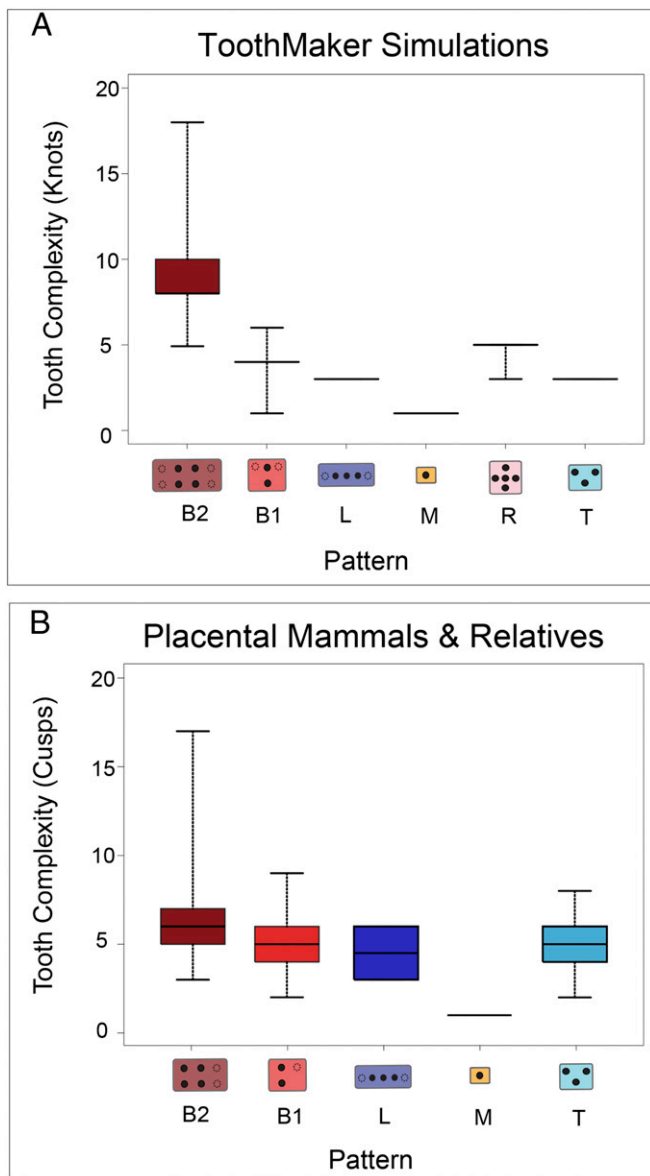 A
ToothMaker Simulations
Tooth Complexity (Knots)
20
15
10
5
0
B2 B1 L M R T
Pattern
B
Placental Mammals & Relatives
Tooth Complexity (Cusps)
20
15
10
5
0
B2 B1 L M T
Pattern